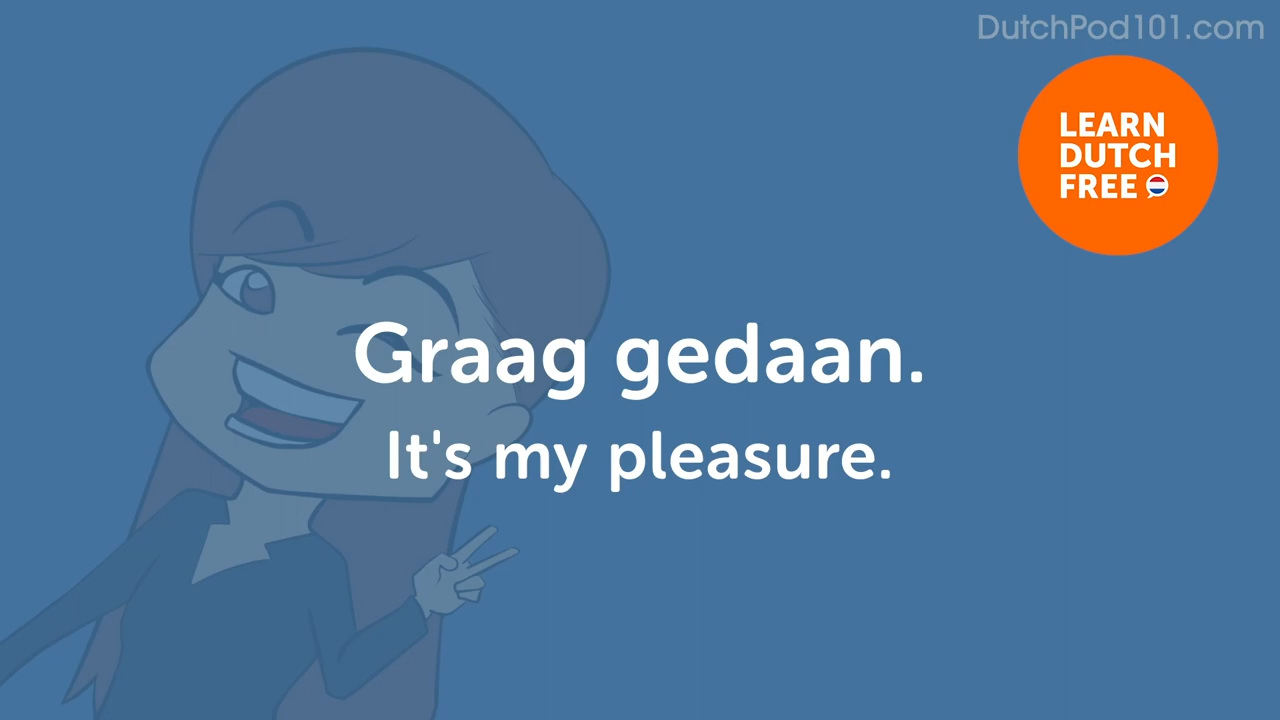 DutchPod101.com
LEARN
DUTCH
FREE
Graag gedaan.
It's my pleasure.